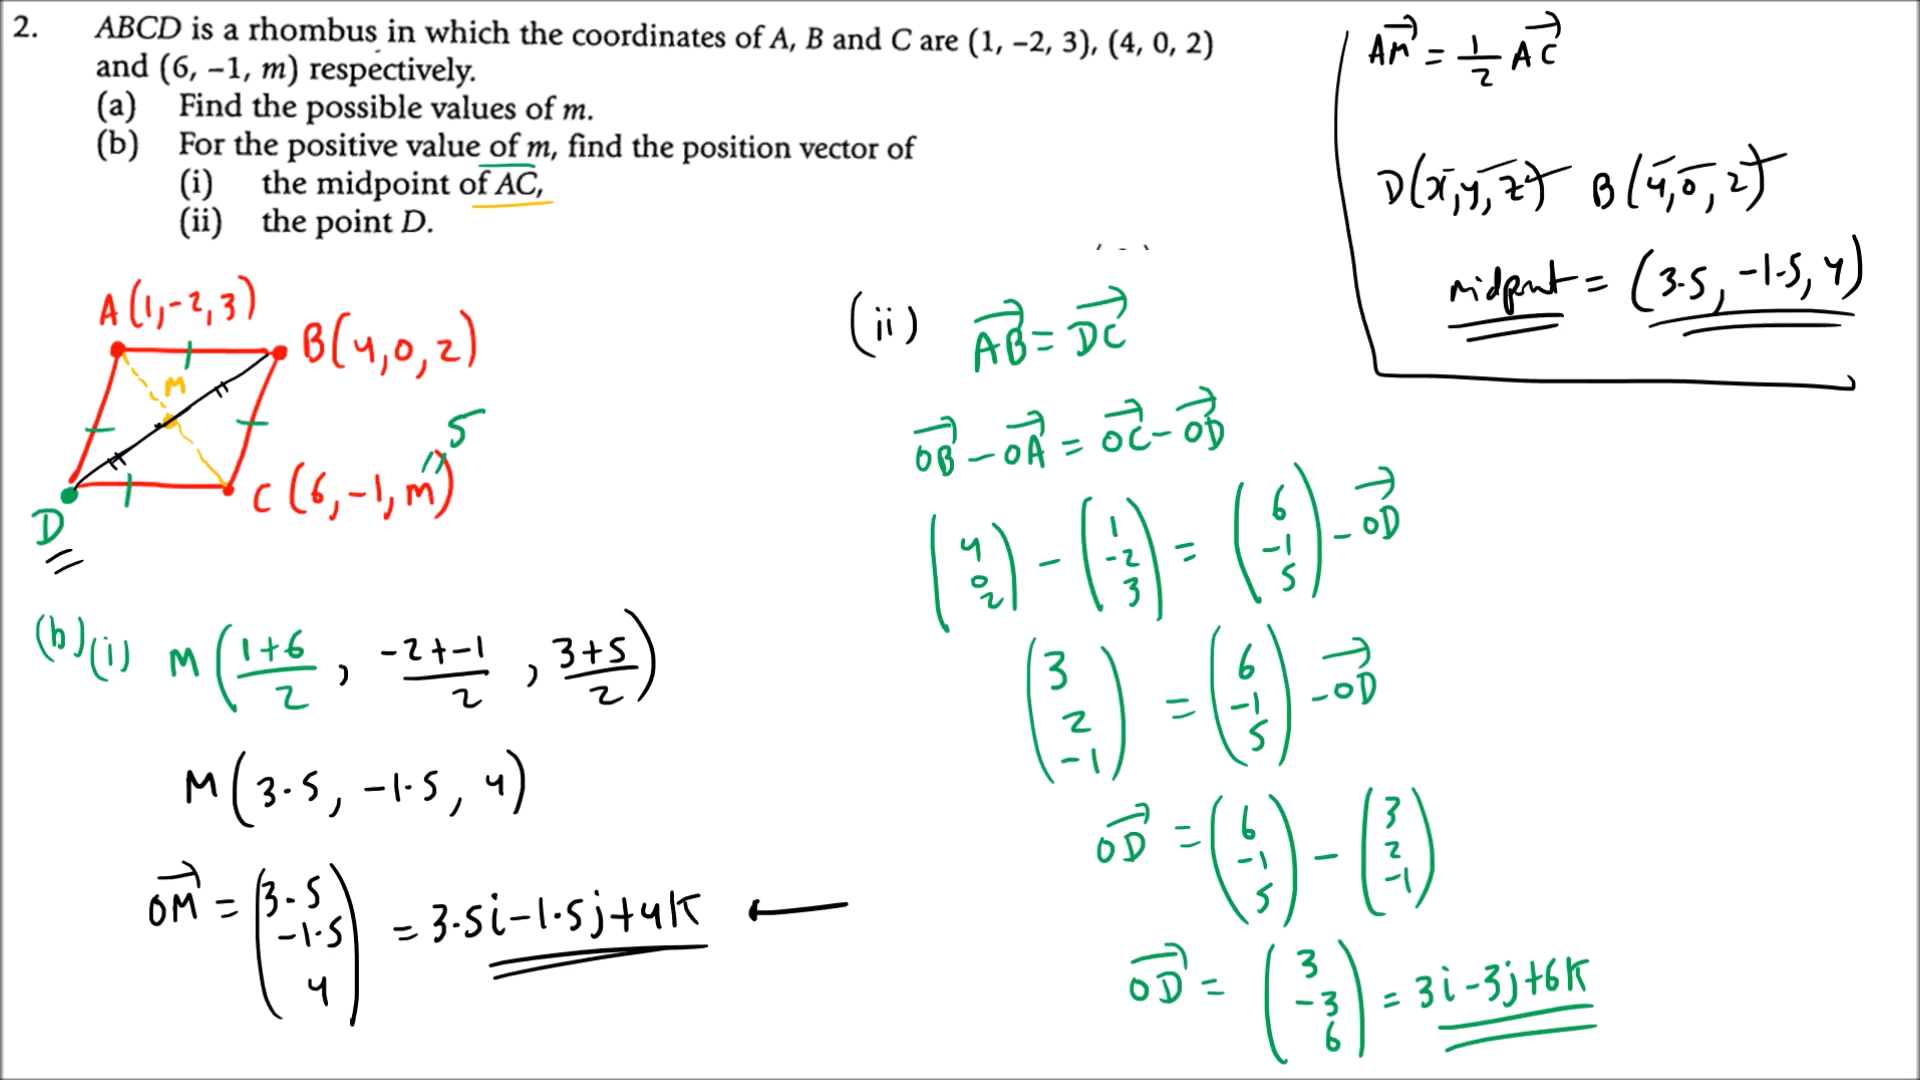 2. ABCD is a rhombus in which the coordinates of A, B and C are (1, –2, 3), (4, 0, 2)
and (6, –1, m) respectively.
(a) Find the possible values of m.
(b) For the positive value of m, find the position vector of
(i) the midpoint of AC,
(ii) the point D.
A(1,-2,3)
B(4,0,2)
M
5
C(6,-1,m)
D
(b)(i) M(1+6/2, -2+-1/2, 3+5/2)
M(3.5, -1.5, 4)
OM = (3.5
-1.5
4) = 3.5i-1.5j+4k
(ii) AB = DC
OB - OA = OC - OD
(4
0
2) - (1
-2
3) = (6
-1
5) - OD
(3
2
-1) = (6
-1
5) - OD
OD = (6
-1
5) - (3
2
-1)
OD = (3
-3
6) = 3i-3j+6k
AM = 1/2 AC
D(x,y,z) B(4,0,2)
midpoint = (3.5, -1.5, 4)